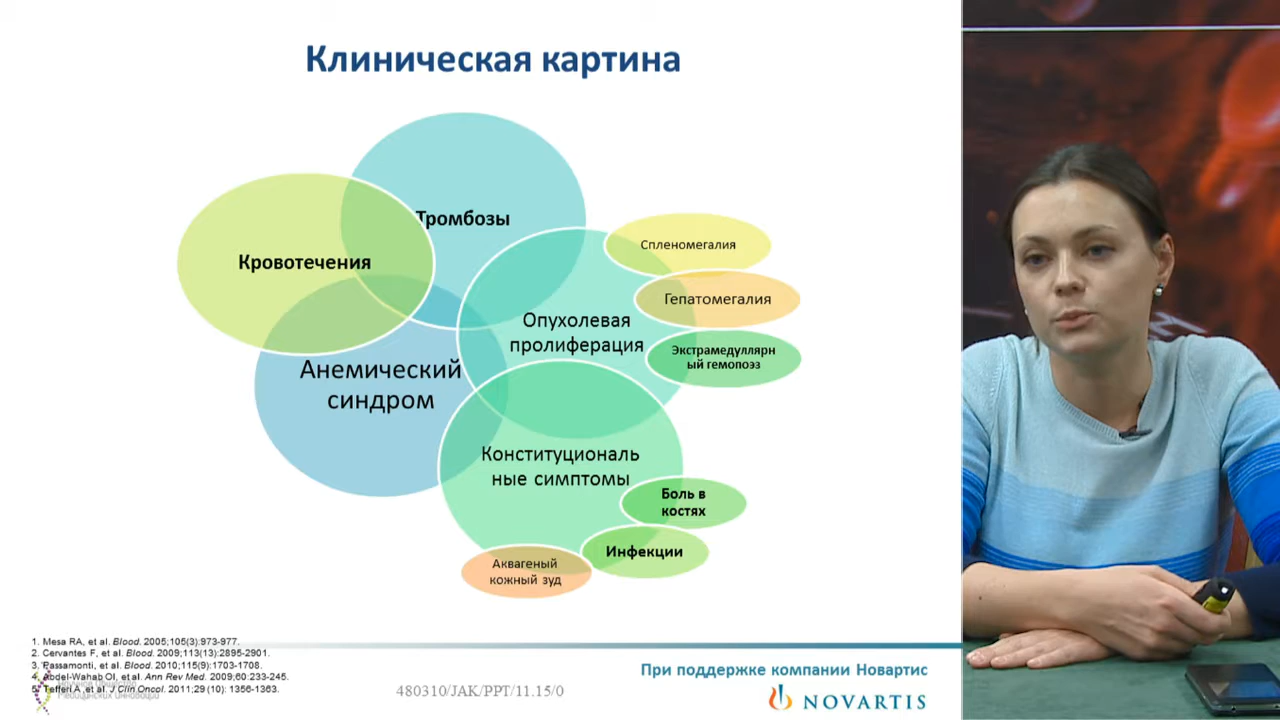 Клиническая картина
Тромбозы
Кровотечения
Спленомегалия
Гепатомегалия
Опухолевая
пролиферация
Экстрамедуллярн
ый гемопоэз
Анемический
синдром
Конституциональ
ные симптомы
Боль в
костях
Инфекции
Аквагеный
кожный зуд
1. Mesa RA, et al. Blood. 2005;105(3):973-977.
2. Cervantes F, et al. Blood. 2009;113(13):2895-2901.
3. Passamonti, et al. Blood. 2010;115(9):1703-1708.
4. Abdel-Wahab OI, et al. Ann Rev Med. 2009;60:233-245.
5. Tefferi A ,et al. J Clin Oncol. 2011;29 (10): 1356-1363.
480310/JAK/PPT/11.15/0
При поддержке компании Новартис
NOVARTIS